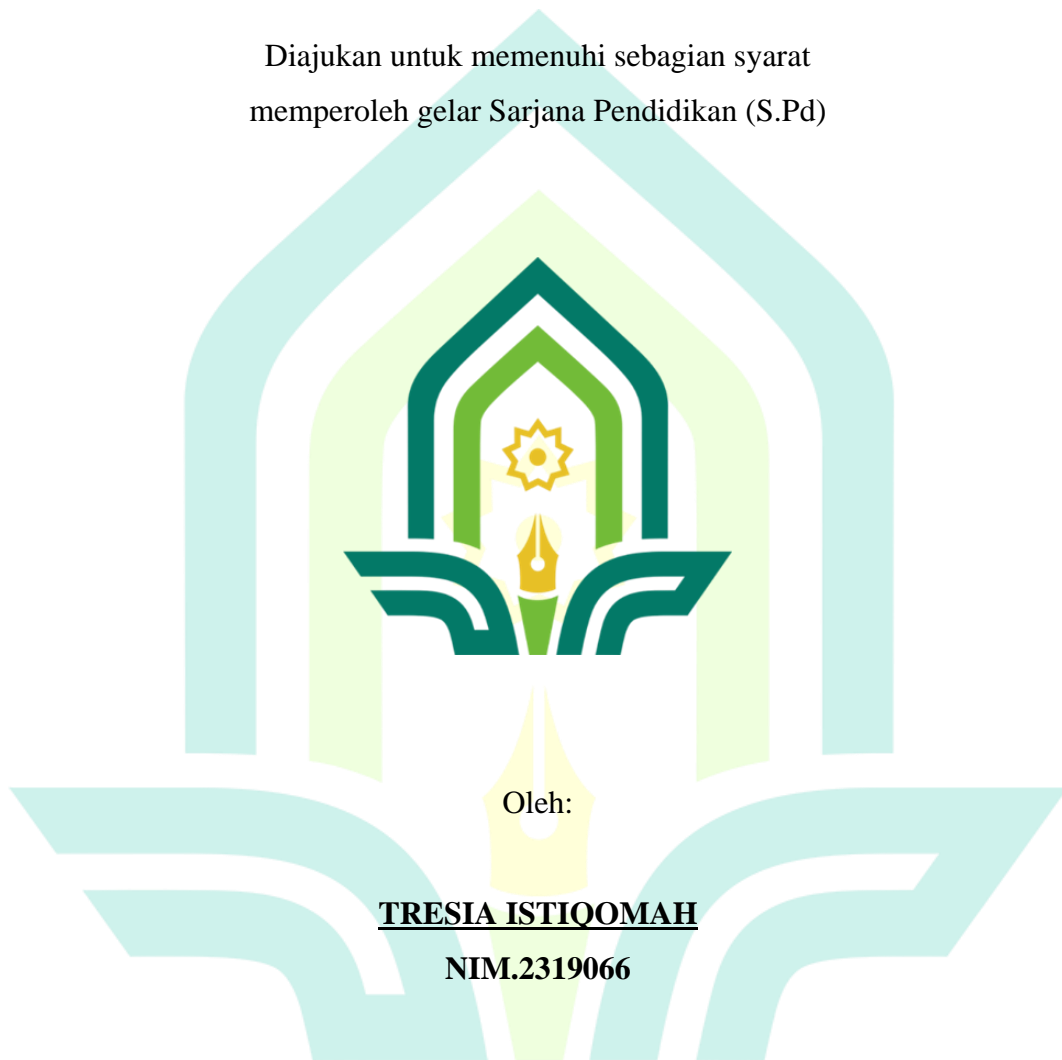 Diajukan untuk memenuhi sebagian syarat
memperoleh gelar Sarjana Pendidikan (S.Pd)
Oleh:
TRESIA ISTIQOMAH
NIM.2319066